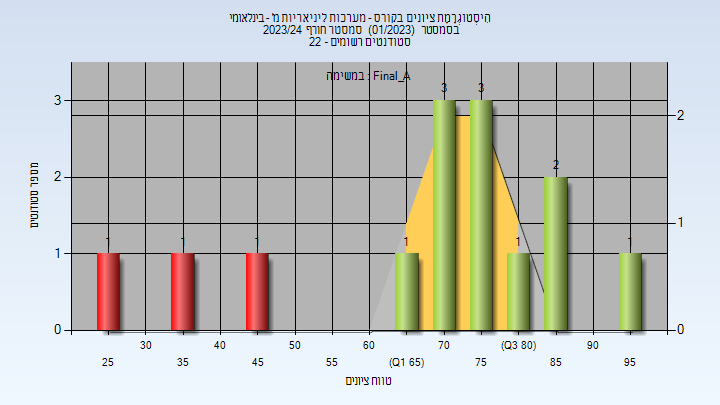 היסטוגרמת ציונים בקורס - מערכות ליניאריות מ' - בינלאומי
בסמסטר (01/2023) סמסטר חורף 2023/24
סטודנטים רשומים - 22
במשימה : Final_A
3 3 2 1 1 1 1 1 1
מספר סטודנטים
3 2 1 0
2 1 0
30 40 50 60 70 (Q3 80) 90
25 35 45 55 (Q1 65) 75 85 95
טווח ציונים